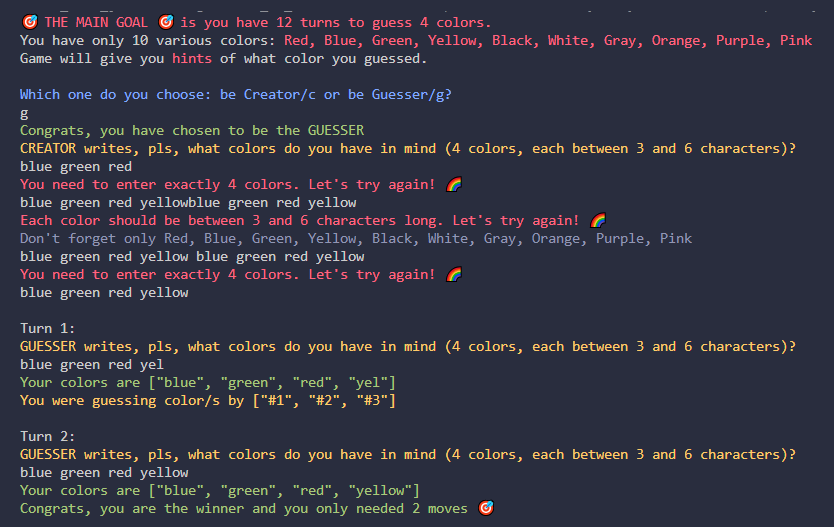 🎯 THE MAIN GOAL 🎯 is you have 12 turns to guess 4 colors.
You have only 10 various colors: Red, Blue, Green, Yellow, Black, White, Gray, Orange, Purple, Pink
Game will give you hints of what color you guessed.
Which one do you choose: be Creator/c or be Guesser/g?
g
Congrats, you have chosen to be the GUESSER
CREATOR writes, pls, what colors do you have in mind (4 colors, each between 3 and 6 characters)?
blue green red
You need to enter exactly 4 colors. Let's try again! 🌈
blue green red yellowblue green red yellow
Each color should be between 3 and 6 characters long. Let's try again! 🌈
Don't forget only Red, Blue, Green, Yellow, Black, White, Gray, Orange, Purple, Pink
blue green red yellow blue green red yellow
You need to enter exactly 4 colors. Let's try again! 🌈
blue green red yellow
Turn 1:
GUESSER writes, pls, what colors do you have in mind (4 colors, each between 3 and 6 characters)?
blue green red yel
Your colors are ["blue", "green", "red", "yel"]
You were guessing color/s by ["#1", "#2", "#3"]
Turn 2:
GUESSER writes, pls, what colors do you have in mind (4 colors, each between 3 and 6 characters)?
blue green red yellow
Your colors are ["blue", "green", "red", "yellow"]
Congrats, you are the winner and you only needed 2 moves 🎯